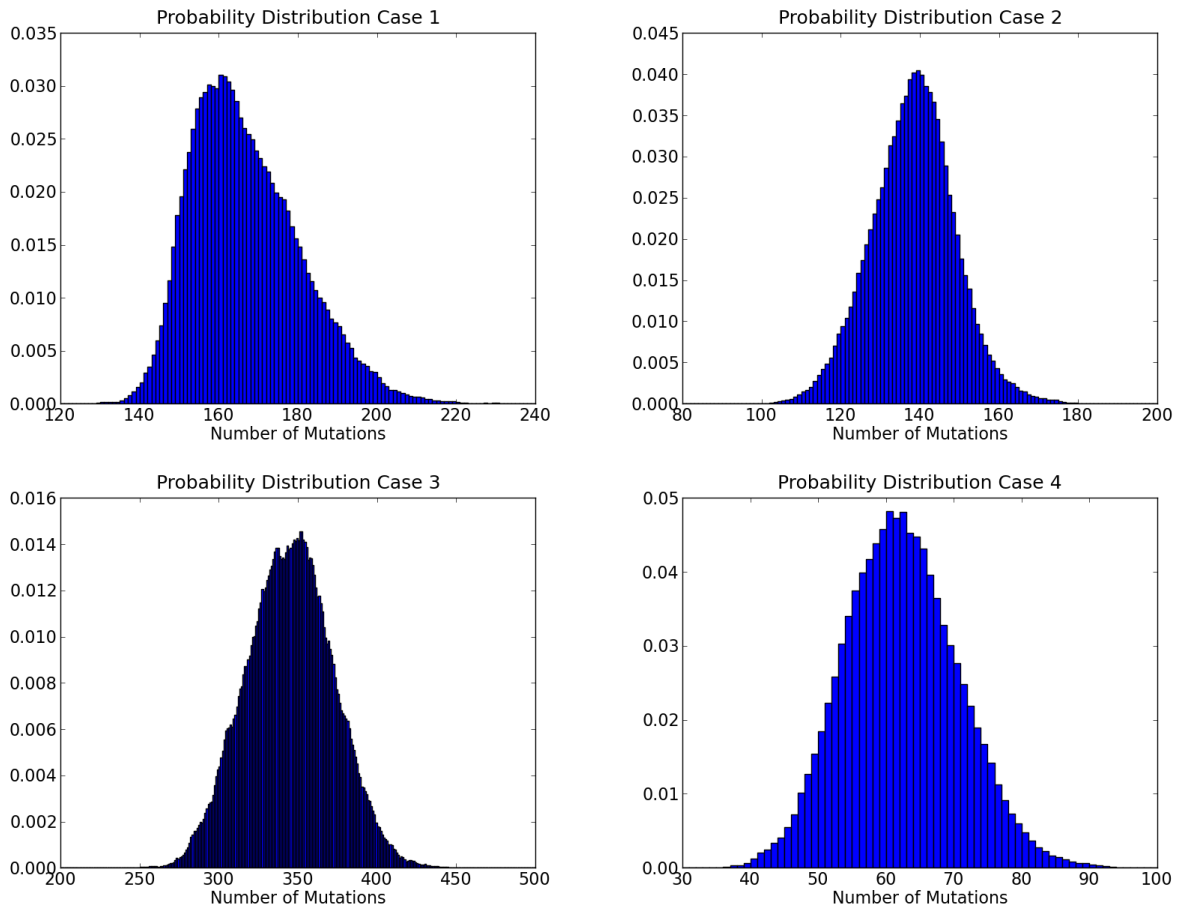 Probability Distribution Case 1
0.035
0.030
0.025
0.020
0.015
0.010
0.005
0.000
120 140 160 180 200 220 240
Number of Mutations
Probability Distribution Case 2
0.045
0.040
0.035
0.030
0.025
0.020
0.015
0.010
0.005
0.000
80 100 120 140 160 180 200
Number of Mutations
Probability Distribution Case 3
0.016
0.014
0.012
0.010
0.008
0.006
0.004
0.002
0.000
200 250 300 350 400 450 500
Number of Mutations
Probability Distribution Case 4
0.05
0.04
0.03
0.02
0.01
0.00
30 40 50 60 70 80 90 100
Number of Mutations